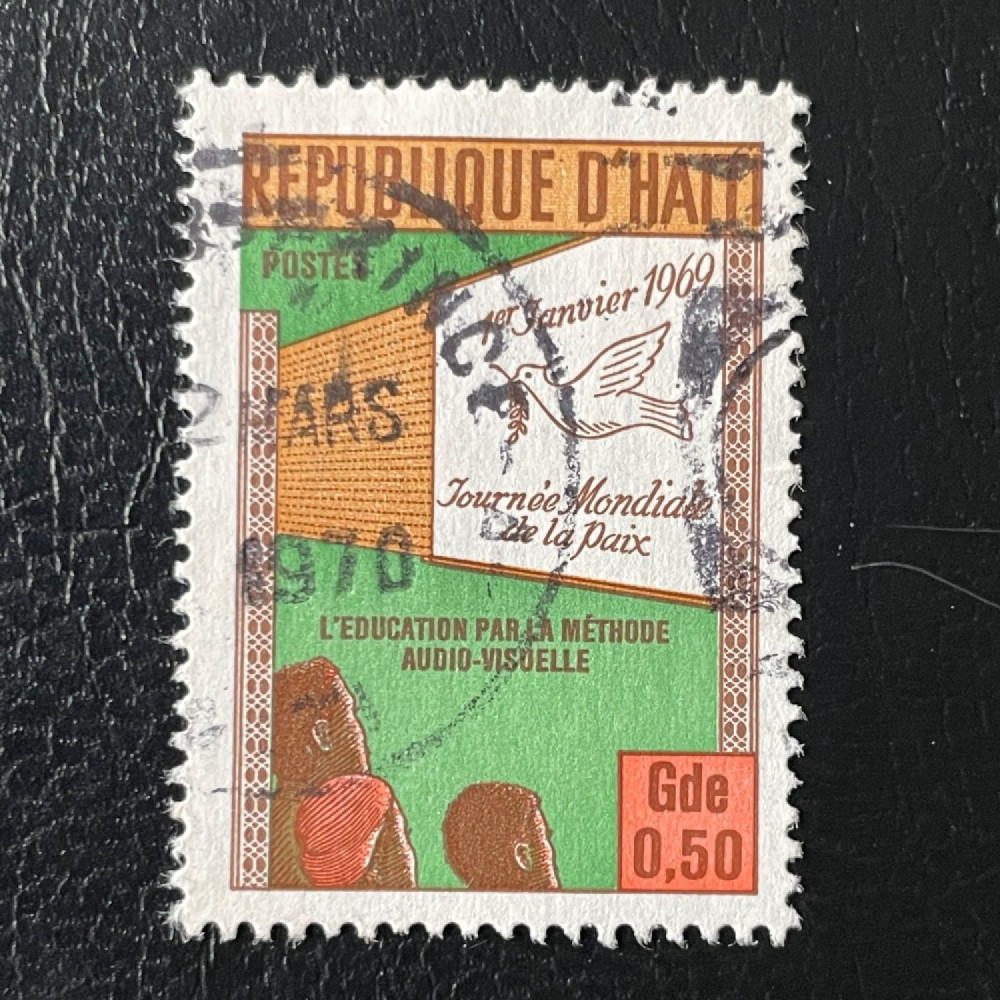 REPUBLIQUE D'HAITI
POSTES
1er Janvier 1969
Journée Mondiale
de la Paix
L'EDUCATION PAR LA MÉTHODE
AUDIO-VISUELLE
Gde
0,50
1970